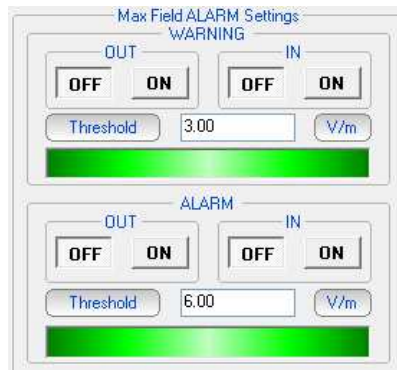 Max Field ALARM Settings
WARNING
OUT IN
OFF ON OFF ON
Threshold 3.00 V/m
ALARM
OUT IN
OFF ON OFF ON
Threshold 6.00 V/m